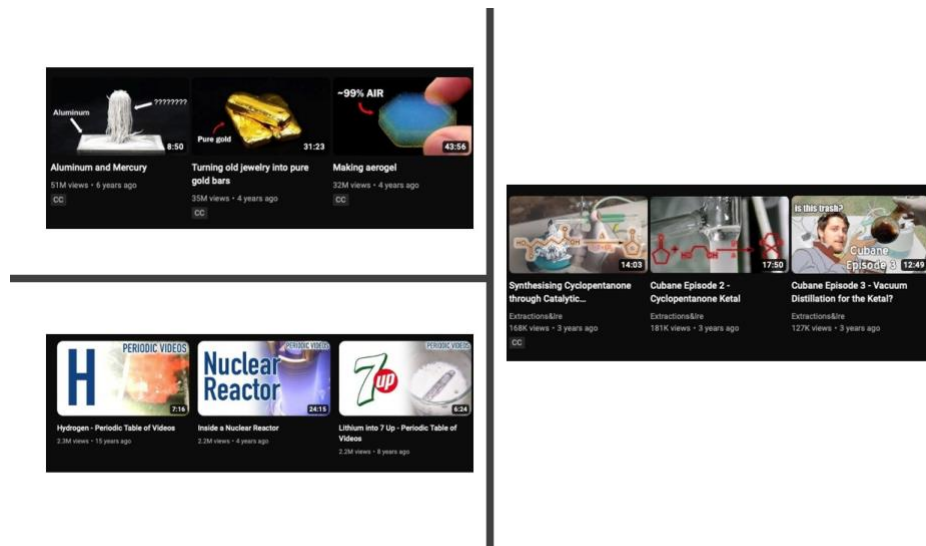 Aluminum
????????
8:50
Aluminum and Mercury
51M views • 6 years ago
CC
Pure gold
31:23
Turning old jewelry into pure
gold bars
35M views • 4 years ago
CC
~99% AIR
43:56
Making aerogel
32M views • 4 years ago
CC
H
PERIODIC VIDEOS
7:16
Hydrogen - Periodic Table of Videos
2.3M views • 15 years ago
Nuclear
Reactor
PERIODIC VIDEOS
24:15
Inside a Nuclear Reactor
2.2M views • 4 years ago
7up
PERIODIC VIDEOS
6:24
Lithium into 7 Up - Periodic Table of
Videos
2.2M views • 8 years ago
14:03
Synthesising Cyclopentanone
through Catalytic...
Extractions&Ire
168K views • 3 years ago
CC
17:50
Cubane Episode 2 -
Cyclopentanone Ketal
Extractions&Ire
181K views • 3 years ago
is this trash?
Cubane
Episode 3
12:49
Cubane Episode 3 - Vacuum
Distillation for the Ketal?
Extractions&Ire
127K views • 3 years ago